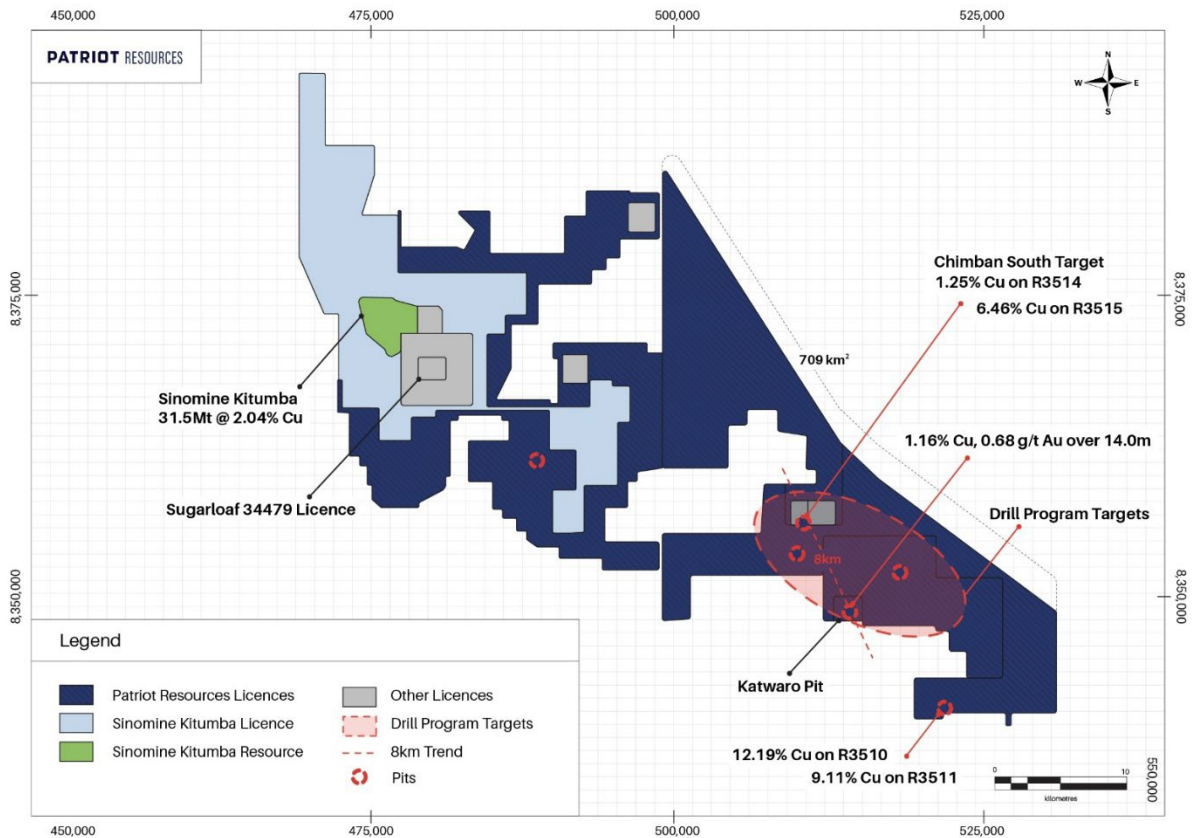 450,000
475,000
500,000
525,000
PATRIOT RESOURCES
N
W
E
S
8,375,000
8,375,000
Chimban South Target
1.25% Cu on R3514
6.46% Cu on R3515
709 km²
Sinomine Kitumba
31.5Mt @ 2.04% Cu
1.16% Cu, 0.68 g/t Au over 14.0m
Sugarloaf 34479 Licence
Drill Program Targets
8km
8,350,000
8,350,000
Katwaro Pit
Legend
Patriot Resources Licences
Sinomine Kitumba Licence
Sinomine Kitumba Resource
Other Licences
Drill Program Targets
8km Trend
Pits
12.19% Cu on R3510
9.11% Cu on R3511
0
10
kilometres
550,000
450,000
475,000
500,000
525,000